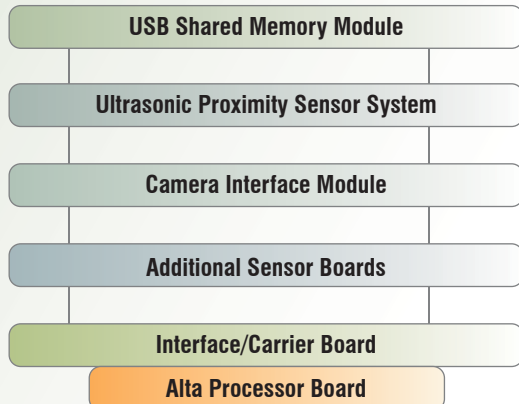 USB Shared Memory Module
Ultrasonic Proximity Sensor System
Camera Interface Module
Additional Sensor Boards
Interface/Carrier Board
Alta Processor Board